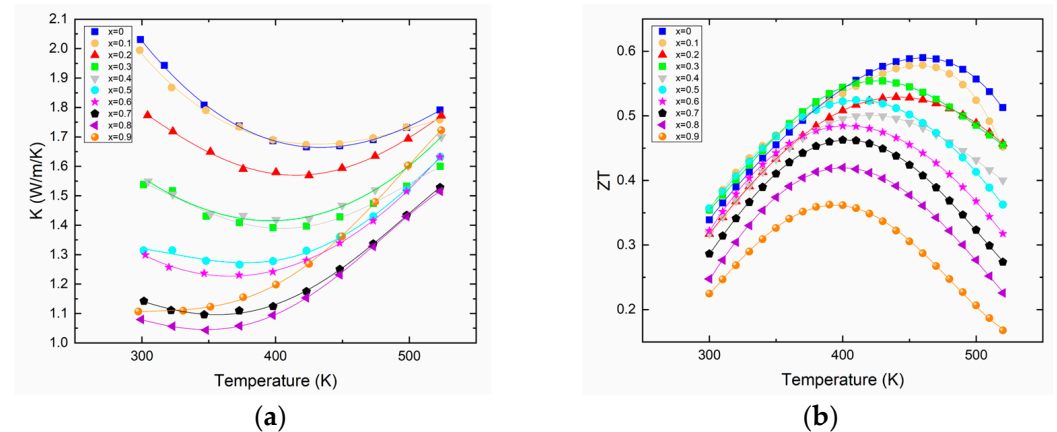 2.1
2.0
1.9
1.8
1.7
1.6
1.5
1.4
1.3
1.2
1.1
1.0
K (W/m/K)
x=0
x=0.1
x=0.2
x=0.3
x=0.4
x=0.5
x=0.6
x=0.7
x=0.8
x=0.9
300 400 500
Temperature (K)
(a)
0.6
0.5
0.4
0.3
0.2
ZT
x=0
x=0.1
x=0.2
x=0.3
x=0.4
x=0.5
x=0.6
x=0.7
x=0.8
x=0.9
300 400 500
Temperature (K)
(b)